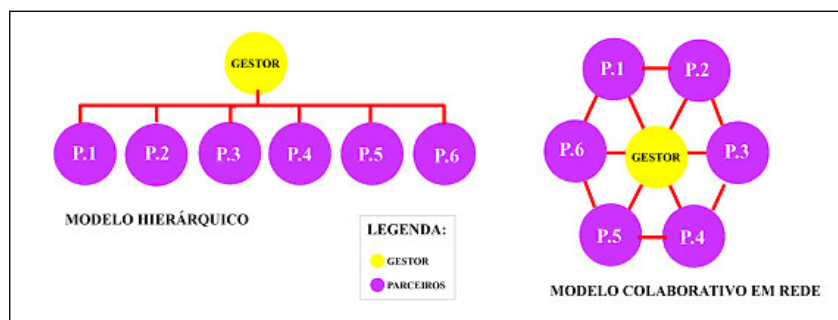 GESTOR
P.1
P.2
P.3
P.4
P.5
P.6
MODELO HIERÁRQUICO
LEGENDA:
GESTOR
PARCEIROS
P.1
P.2
P.6
GESTOR
P.3
P.5
P.4
MODELO COLABORATIVO EM REDE